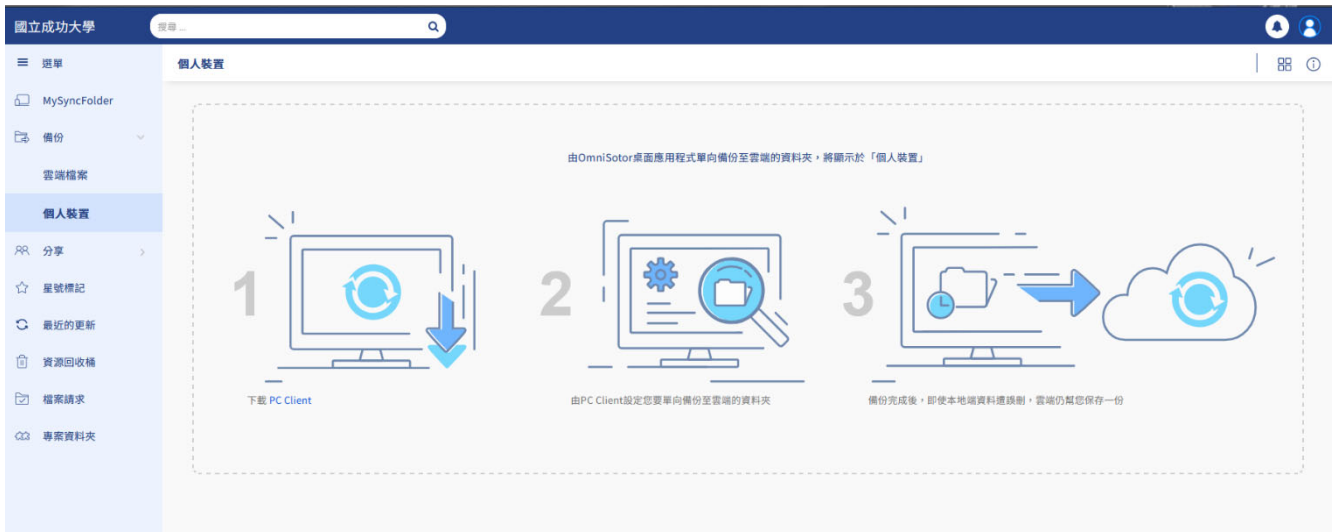 國立成功大學
搜尋 ...
選單
個人裝置
MySyncFolder
備份
雲端檔案
個人裝置
分享
星號標記
最近的更新
資源回收桶
檔案請求
專案資料夾
由OmniSotor桌面應用程式單向備份至雲端的資料夾，將顯示於「個人裝置」
1
2
3
下載 PC Client
由PC Client設定您要單向備份至雲端的資料夾
備份完成後，即使本地端資料遭誤刪，雲端仍幫您保存一份